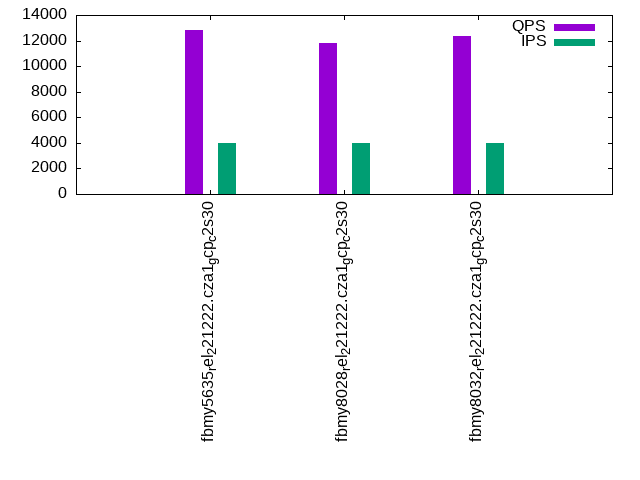 14000
12000
10000
8000
6000
4000
2000
0
QPS
IPS
fbmy5635rel221222.cza1gcpc2s30
fbmy8028rel221222.cza1gcpc2s30
fbmy8032rel221222.cza1gcpc2s30